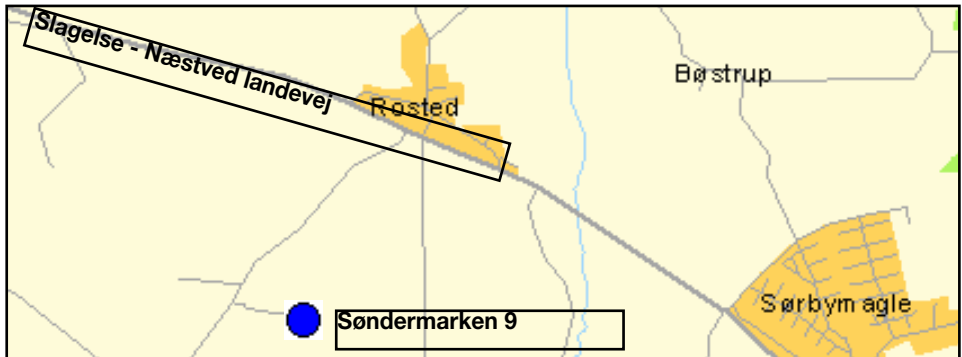 Slagelse - Næstved landevej
Bøstrup
Rosted
Sørbymagle
Søndermarken 9